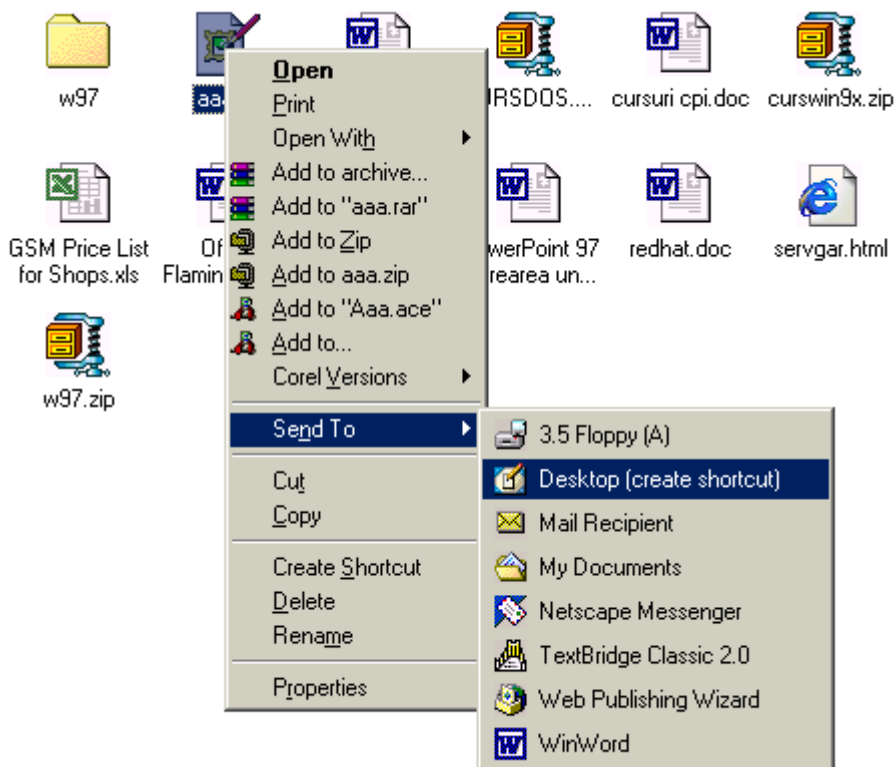 w97
aa
RSDOS....
cursuri cpi.doc
curswin9x.zip
GSM Price List
for Shops.xls
Of
Flamin
werPoint 97
rearea un...
redhat.doc
servgar.html
w97.zip
Open
Print
Open With
Add to archive...
Add to "aaa.rar"
Add to Zip
Add to aaa.zip
Add to "Aaa.ace"
Add to...
Corel Versions
Send To
Cut
Copy
Create Shortcut
Delete
Rename
Properties
3.5 Floppy (A)
Desktop (create shortcut)
Mail Recipient
My Documents
Netscape Messenger
TextBridge Classic 2.0
Web Publishing Wizard
WinWord